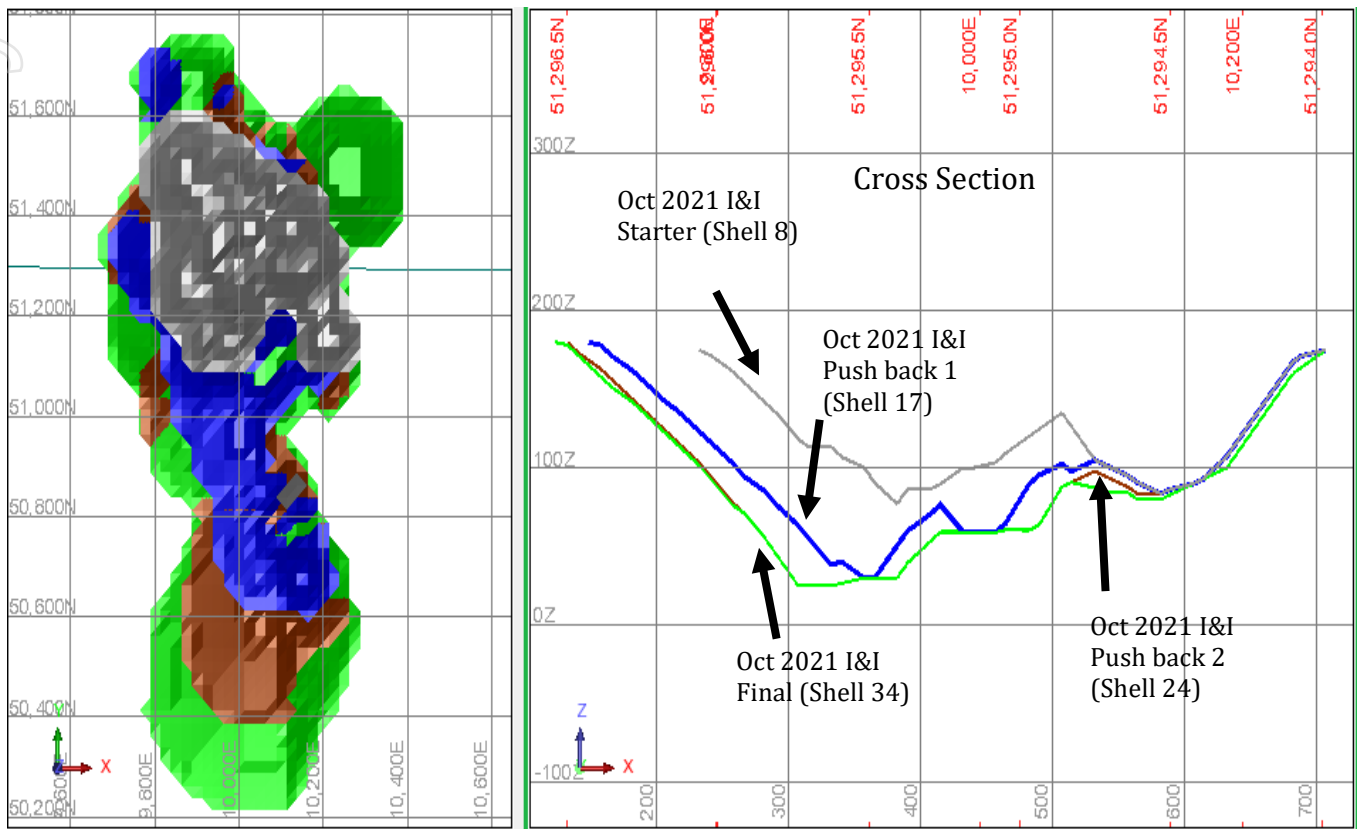 51,600N
51,400N
51,200N
51,000N
50,800N
50,600N
50,400N
50,200N
9,800E
10,000E
10,200E
10,400E
10,600E
X
51,296.5N
51,295.5N
10,000E
51,295.0N
51,294.5N
10,200E
51,294.0N
300Z
200Z
100Z
0Z
-100Z
Cross Section
Oct 2021 I&I
Starter (Shell 8)
Oct 2021 I&I
Push back 1
(Shell 17)
Oct 2021 I&I
Final (Shell 34)
Oct 2021 I&I
Push back 2
(Shell 24)
Z
X
200
300
400
500
600
700